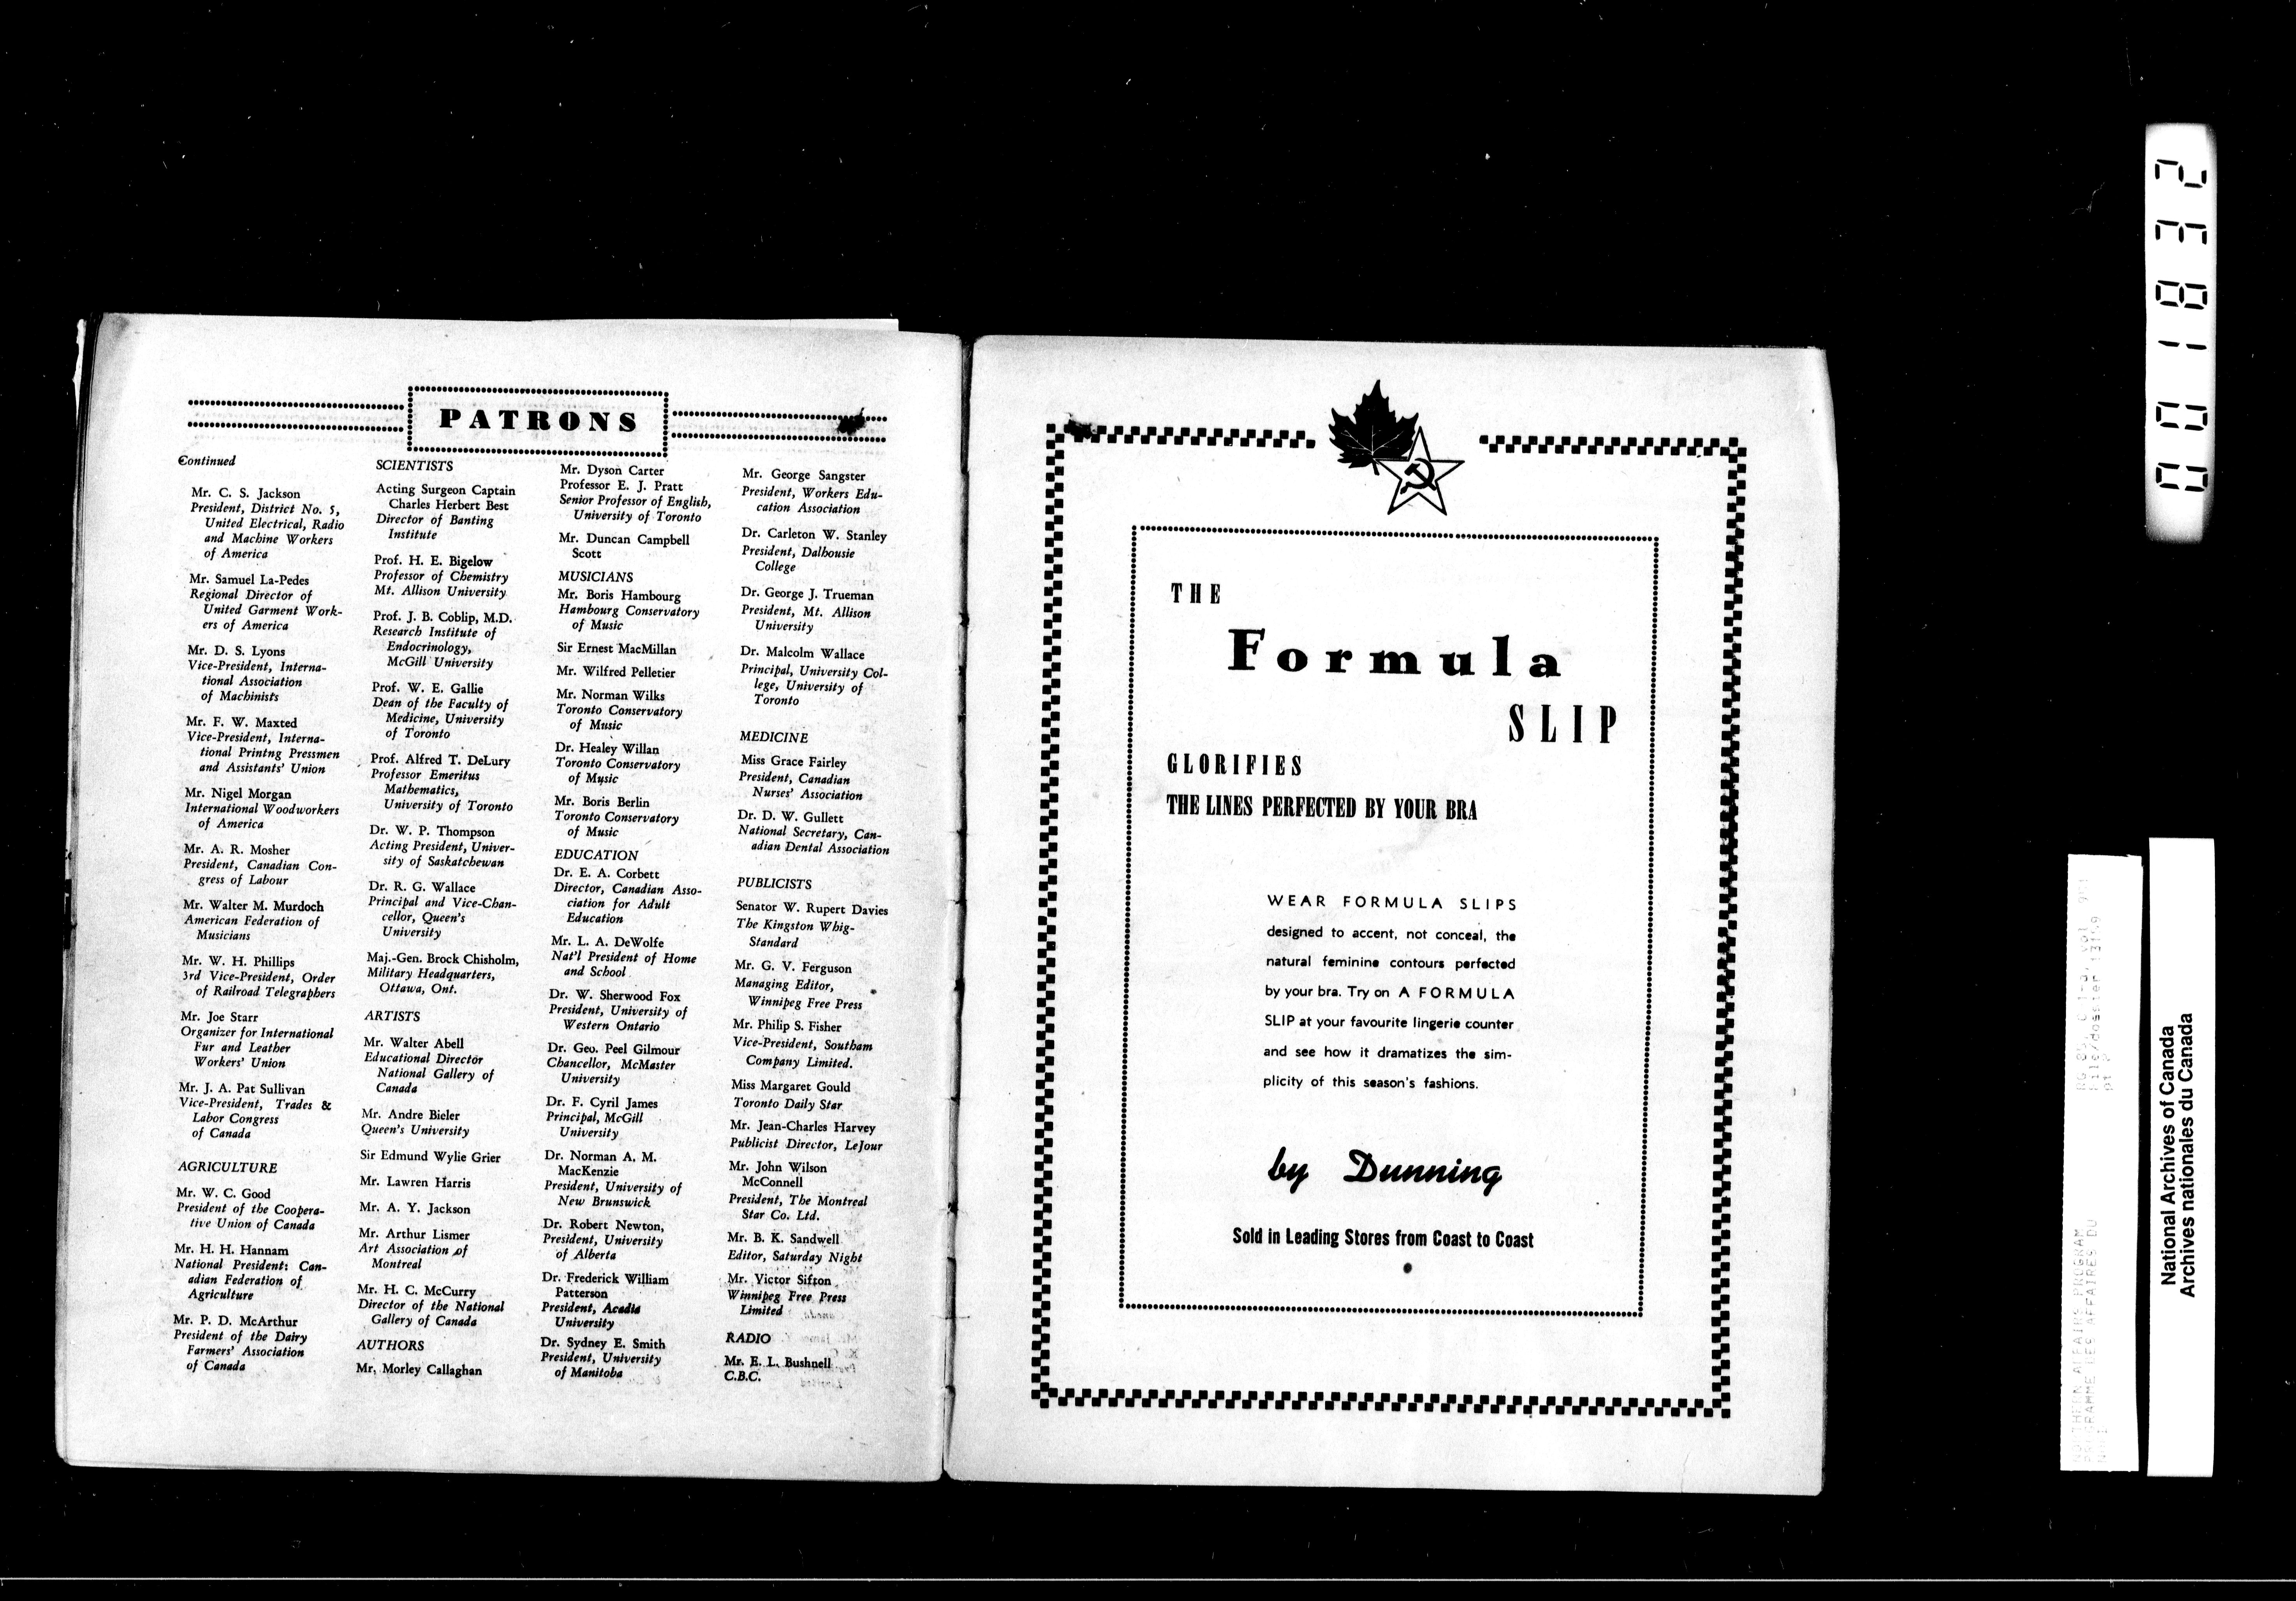 PATRONS
Continued
Mr. C. S. Jackson
President, District No. 5,
United Electrical, Radio
and Machine Workers
of America
Mr. Samuel La-Pedes
Regional Director of
United Garment Work-
ers of America
Mr. D. S. Lyons
Vice-President, Interna-
tional Association
of Machinists
Mr. F. W. Maxted
Vice-President, Interna-
tional Printng Pressmen
and Assistants' Union
Mr. Nigel Morgan
International Woodworkers
of America
Mr. A. R. Mosher
President, Canadian Con-
gress of Labour
Mr. Walter M. Murdoch
American Federation of
Musicians
Mr. W. H. Phillips
3rd Vice-President, Order
of Railroad Telegraphers
Mr. Joe Starr
Organizer for International
Fur and Leather
Workers' Union
Mr. J. A. Pat Sullivan
Vice-President, Trades &
Labor Congress
of Canada
AGRICULTURE
Mr. W. C. Good
President of the Coopera-
tive Union of Canada
Mr. H. H. Hannam
National President: Can-
adian Federation of
Agriculture
Mr. P. D. McArthur
President of the Dairy
Farmers' Association
of Canada
SCIENTISTS
Acting Surgeon Captain
Charles Herbert Best
Director of Banting
Institute
Prof. H. E. Bigelow
Professor of Chemistry
Mt. Allison University
Prof. J. B. Coblip, M.D.
Research Institute of
Endocrinology,
McGill University
Prof. W. E. Gallie
Dean of the Faculty of
Medicine, University
of Toronto
Prof. Alfred T. DeLury
Professor Emeritus
Mathematics,
University of Toronto
Dr. W. P. Thompson
Acting President, Univer-
sity of Saskatchewan
Dr. R. G. Wallace
Principal and Vice-Chan-
cellor, Queen's
University
Maj.-Gen. Brock Chisholm,
Military Headquarters,
Ottawa, Ont.
ARTISTS
Mr. Walter Abell
Educational Director
National Gallery of
Canada
Mr. Andre Bieler
Queen's University
Sir Edmund Wylie Grier
Mr. Lawren Harris
Mr. A. Y. Jackson
Mr. Arthur Lismer
Art Association of
Montreal
Mr. H. C. McCurry
Director of the National
Gallery of Canada
AUTHORS
Mr. Morley Callaghan
Mr. Dyson Carter
Professor E. J. Pratt
Senior Professor of English,
University of Toronto
Mr. Duncan Campbell
Scott
MUSICIANS
Mr. Boris Hambourg
Hambourg Conservatory
of Music
Sir Ernest MacMillan
Mr. Wilfred Pelletier
Mr. Norman Wilks
Toronto Conservatory
of Music
Dr. Healey Willan
Toronto Conservatory
of Music
Mr. Boris Berlin
Toronto Conservatory
of Music
EDUCATION
Dr. E. A. Corbett
Director, Canadian Asso-
ciation for Adult
Education
Mr. L. A. DeWolfe
Nat'l President of Home
and School
Dr. W. Sherwood Fox
President, University of
Western Ontario
Dr. Geo. Peel Gilmour
Chancellor, McMaster
University
Dr. F. Cyril James
Principal, McGill
University
Dr. Norman A. M.
MacKenzie
President, University of
New Brunswick
Dr. Robert Newton,
President, University
of Alberta
Dr. Frederick William
Patterson
President, Acadia
University
Dr. Sydney E. Smith
President, University
of Manitoba
Mr. George Sangster
President, Workers Edu-
cation Association
Dr. Carleton W. Stanley
President, Dalhousie
College
Dr. George J. Trueman
President, Mt. Allison
University
Dr. Malcolm Wallace
Principal, University Col-
lege, University of
Toronto
MEDICINE
Miss Grace Fairley
President, Canadian
Nurses' Association
Dr. D. W. Gullett
National Secretary, Can-
adian Dental Association
PUBLICISTS
Senator W. Rupert Davies
The Kingston Whig-
Standard
Mr. G. V. Ferguson
Managing Editor,
Winnipeg Free Press
Mr. Philip S. Fisher
Vice-President, Southam
Company Limited.
Miss Margaret Gould
Toronto Daily Star
Mr. Jean-Charles Harvey
Publicist Director, LeJour
Mr. John Wilson
McConnell
President, The Montreal
Star Co. Ltd.
Mr. B. K. Sandwell
Editor, Saturday Night
Mr. Victor Sifton
Winnipeg Free Press
Limited
RADIO
Mr. E. L. Bushnell
C.B.C.
THE
Formula
SLIP
GLORIFIES
THE LINES PERFECTED BY YOUR BRA
WEAR FORMULA SLIPS
designed to accent, not conceal, the
natural feminine contours perfected
by your bra. Try on A FORMULA
SLIP at your favourite lingerie counter
and see how it dramatizes the sim-
plicity of this season's fashions.
by Dunning
Sold in Leading Stores from Coast to Coast
001832
National Archives of Canada
Archives nationales du Canada